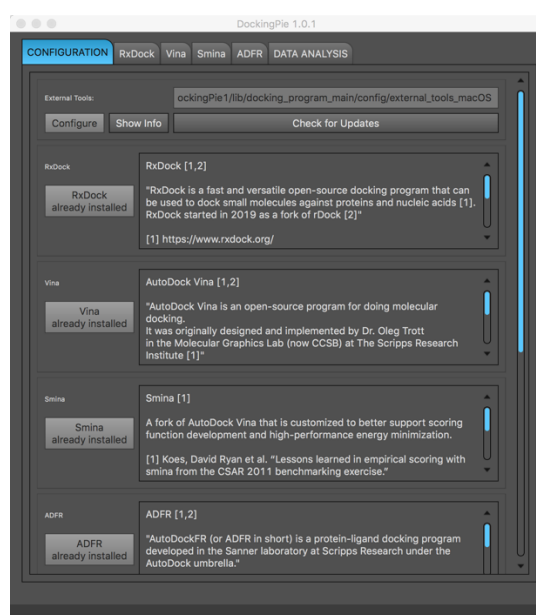 DockingPie 1.0.1
CONFIGURATION RxDock Vina Smina ADFR DATA ANALYSIS
External Tools: ockingPie1/lib/docking_program_main/config/external_tools_macOS
Configure Show Info Check for Updates
RxDock
RxDock
already installed
RxDock [1,2]
"RxDock is a fast and versatile open-source docking program that can
be used to dock small molecules against proteins and nucleic acids [1].
RxDock started in 2019 as a fork of rDock [2]"
[1] https://www.rxdock.org/
Vina
Vina
already installed
AutoDock Vina [1,2]
"AutoDock Vina is an open-source program for doing molecular
docking.
It was originally designed and implemented by Dr. Oleg Trott
in the Molecular Graphics Lab (now CCSB) at The Scripps Research
Institute [1]"
Smina
Smina
already installed
Smina [1]
A fork of AutoDock Vina that is customized to better support scoring
function development and high-performance energy minimization.
[1] Koes, David Ryan et al. “Lessons learned in empirical scoring with
smina from the CSAR 2011 benchmarking exercise.”
ADFR
ADFR
already installed
ADFR [1,2]
"AutoDockFR (or ADFR in short) is a protein-ligand docking program
developed in the Sanner laboratory at Scripps Research under the
AutoDock umbrella."